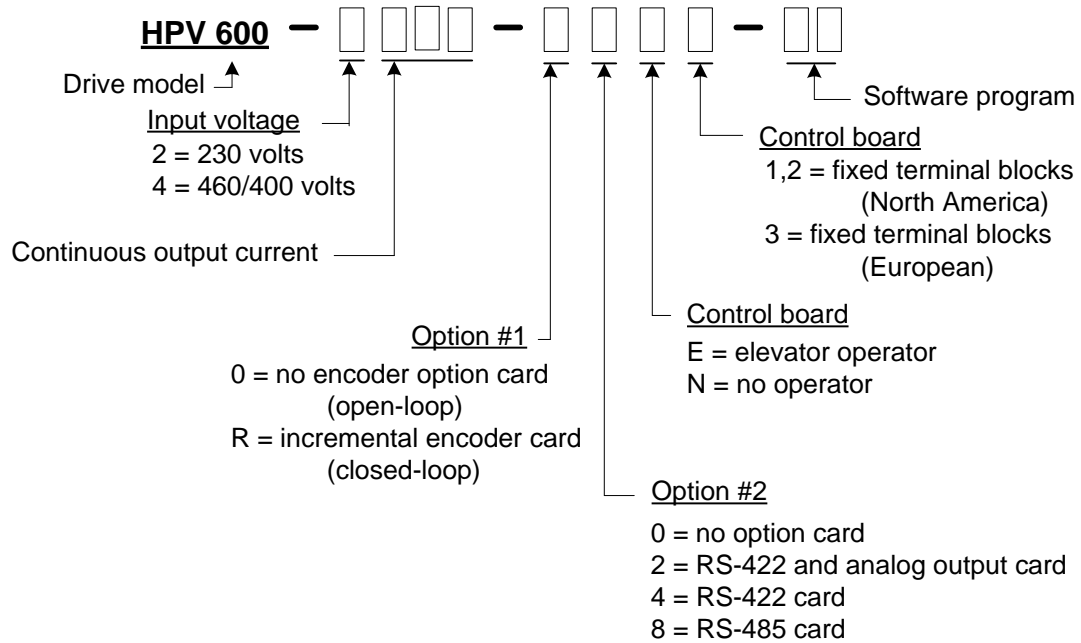 HPV 600 – –  –
Drive model
Software program
Input voltage
2 = 230 volts
4 = 460/400 volts
Control board
1,2 = fixed terminal blocks
(North America)
3 = fixed terminal blocks
(European)
Continuous output current
Control board
E = elevator operator
N = no operator
Option #1
0 = no encoder option card
(open-loop)
R = incremental encoder card
(closed-loop)
Option #2
0 = no option card
2 = RS-422 and analog output card
4 = RS-422 card
8 = RS-485 card